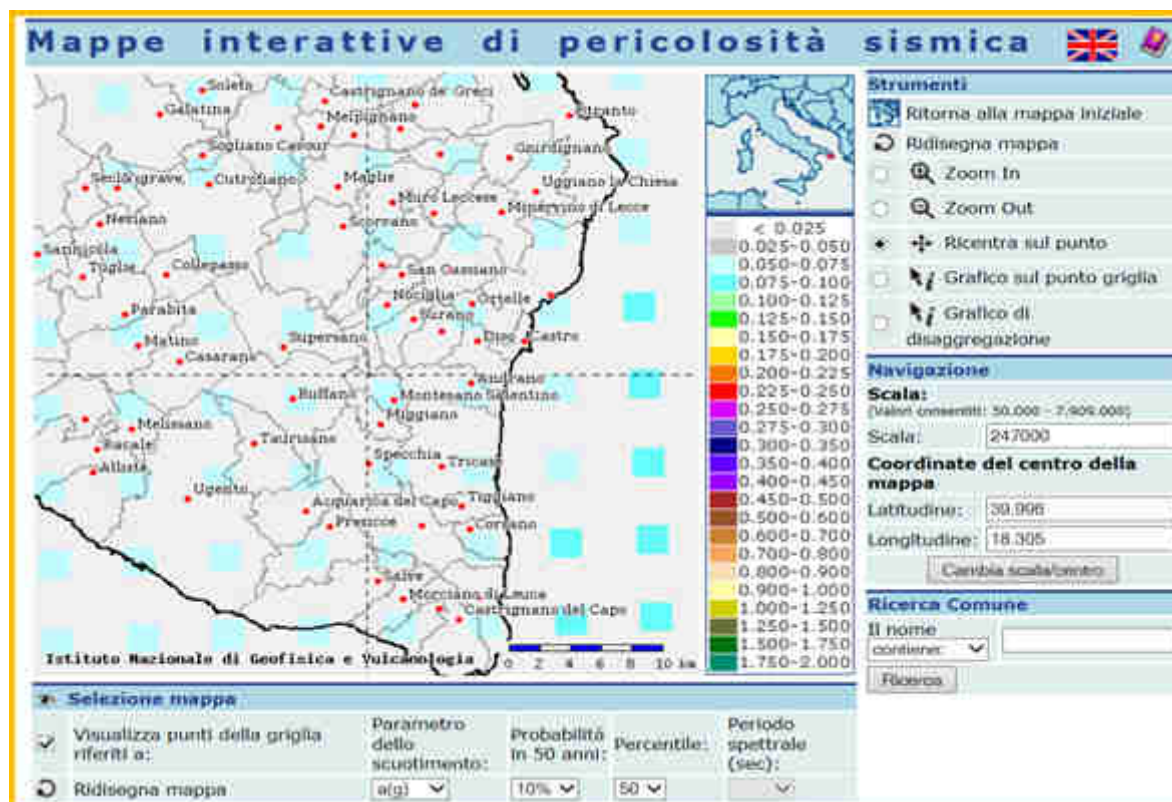 Mappe interattive di pericolosità sismica
Soleto
Castrignano de' Greci
Galatina
Melpignano
Otranto
Sogliano Cavour
Giurdignano
Cutrofiano
Maglie
Uggiano la Chiesa
Muro Leccese
Minervino di Lecce
Neviano
Scorrano
Sannicola
Tuglie
Collepasso
San Cassiano
Nociglia
Ortelle
Parabita
Surano
Matino
Supersano
Diso
Castro
Casarano
Andrano
Ruffano
Montesano Salentino
Miggiano
Melissano
Taurisano
Racale
Specchia
Tricase
Alliste
Ugento
Acquarica del Capo
Tiggiano
Presicce
Corsano
Salve
Morciano di Leuca
Castrignano del Capo
Istituto Nazionale di Geofisica e Vulcanologia
0 2 4 6 8 10 km
< 0.025
0.025-0.050
0.050-0.075
0.075-0.100
0.100-0.125
0.125-0.150
0.150-0.175
0.175-0.200
0.200-0.225
0.225-0.250
0.250-0.275
0.275-0.300
0.300-0.350
0.350-0.400
0.400-0.450
0.450-0.500
0.500-0.600
0.600-0.700
0.700-0.800
0.800-0.900
0.900-1.000
1.000-1.250
1.250-1.500
1.500-1.750
1.750-2.000
Strumenti
Ritorna alla mappa iniziale
Ridisegna mappa
Zoom In
Zoom Out
Ricentra sul punto
Grafico sul punto griglia
Grafico di
disaggregazione
Navigazione
Scala:
(Valori consentiti: 50.000 - 7.909.000)
Scala: 247000
Coordinate del centro della
mappa
Latitudine: 39.996
Longitudine: 18.305
Cambia scala/centro
Ricerca Comune
Il nome
contiene:
Ricerca
Selezione mappa
Visualizza punti della griglia
riferiti a:
Parametro
dello
scuotimento:
Probabilità
in 50 anni:
Percentile:
Periodo
spettrale
(sec):
Ridisegna mappa
a(g) 10% 50